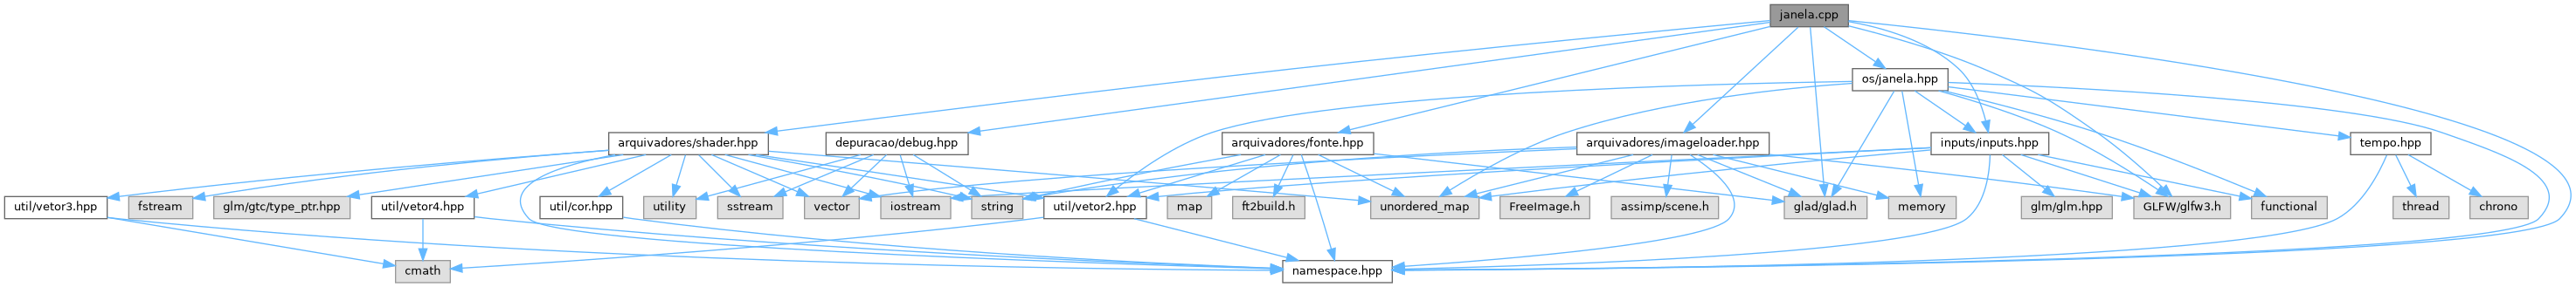 janela.cpp
os/janela.hpp
arquivadores/shader.hpp
depuracao/debug.hpp
arquivadores/fonte.hpp
arquivadores/imageloader.hpp
inputs/inputs.hpp
tempo.hpp
util/vetor3.hpp
fstream
glm/gtc/type_ptr.hpp
util/vetor4.hpp
util/cor.hpp
utility
sstream
vector
iostream
string
util/vetor2.hpp
map
ft2build.h
unordered_map
FreeImage.h
assimp/scene.h
glad/glad.h
memory
glm/glm.hpp
GLFW/glfw3.h
functional
thread
chrono
cmath
namespace.hpp